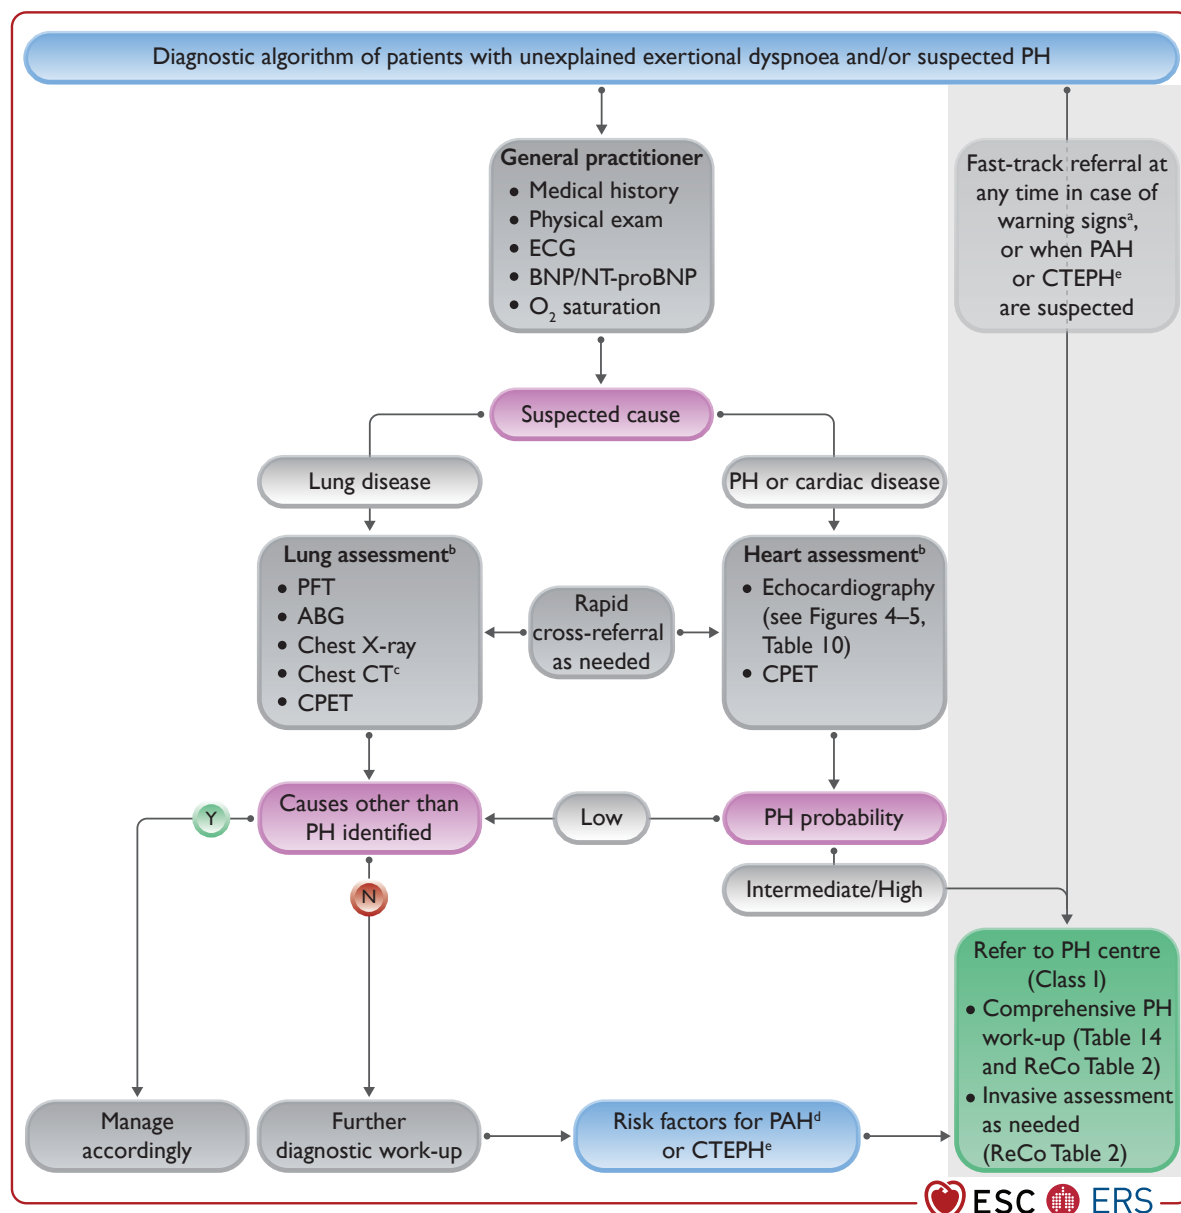 Diagnostic algorithm of patients with unexplained exertional dyspnoea and/or suspected PH
General practitioner
• Medical history
• Physical exam
• ECG
• BNP/NT-proBNP
• O₂ saturation
Fast-track referral at
any time in case of
warning signsᵃ,
or when PAH
or CTEPHᵉ
are suspected
Suspected cause
Lung disease
PH or cardiac disease
Lung assessmentᵇ
• PFT
• ABG
• Chest X-ray
• Chest CTᶜ
• CPET
Rapid
cross-referral
as needed
Heart assessmentᵇ
• Echocardiography
(see Figures 4–5,
Table 10)
• CPET
Y
Causes other than
PH identified
Low
PH probability
N
Intermediate/High
Refer to PH centre
(Class I)
• Comprehensive PH
work-up (Table 14
and ReCo Table 2)
• Invasive assessment
as needed
(ReCo Table 2)
Manage
accordingly
Further
diagnostic work-up
Risk factors for PAHᵈ
or CTEPHᵉ
ESC ERS